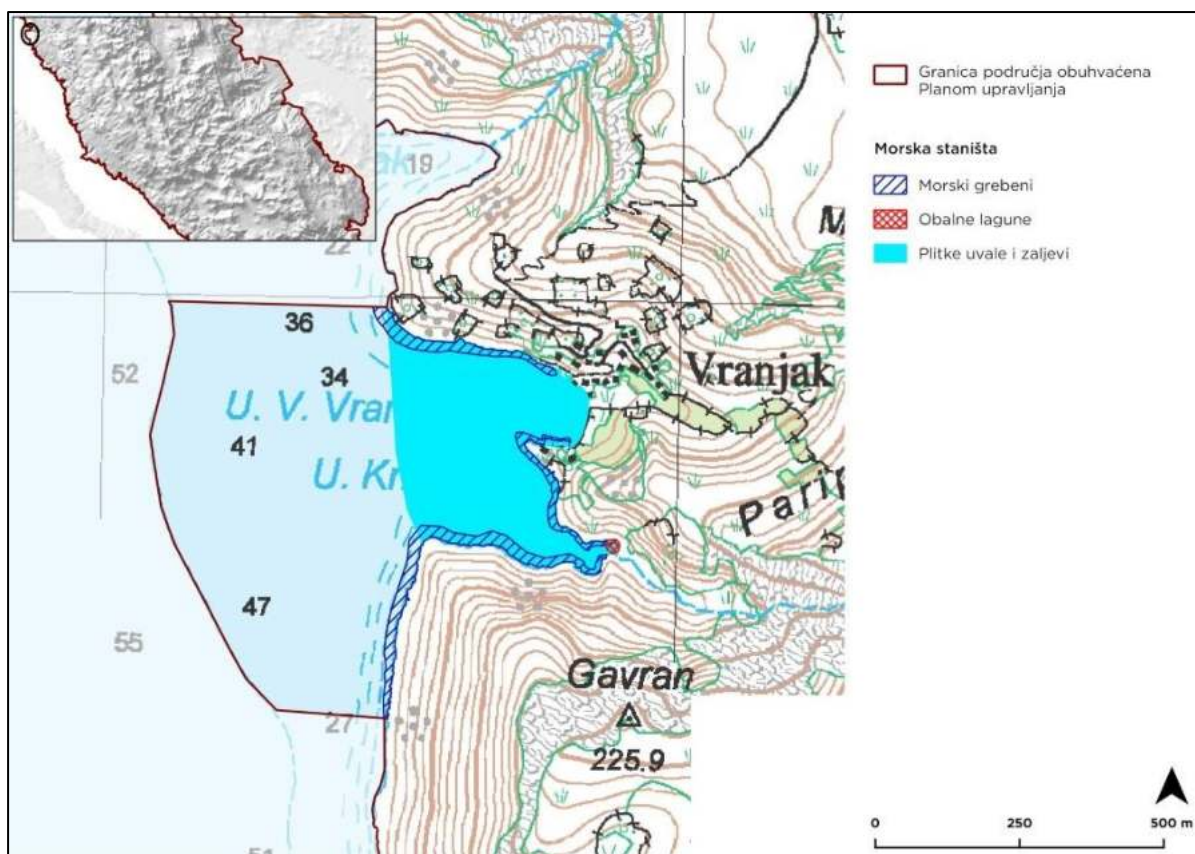 Granica područja obuhvaćena
Planom upravljanja
Morska staništa
Morski grebeni
Obalne lagune
Plitke uvale i zaljevi
19
22
36
52
34
Vranjak
U. V. Vran
41
U. Kr
47
55
Gavran
27
225.9
51
0 250 500 m